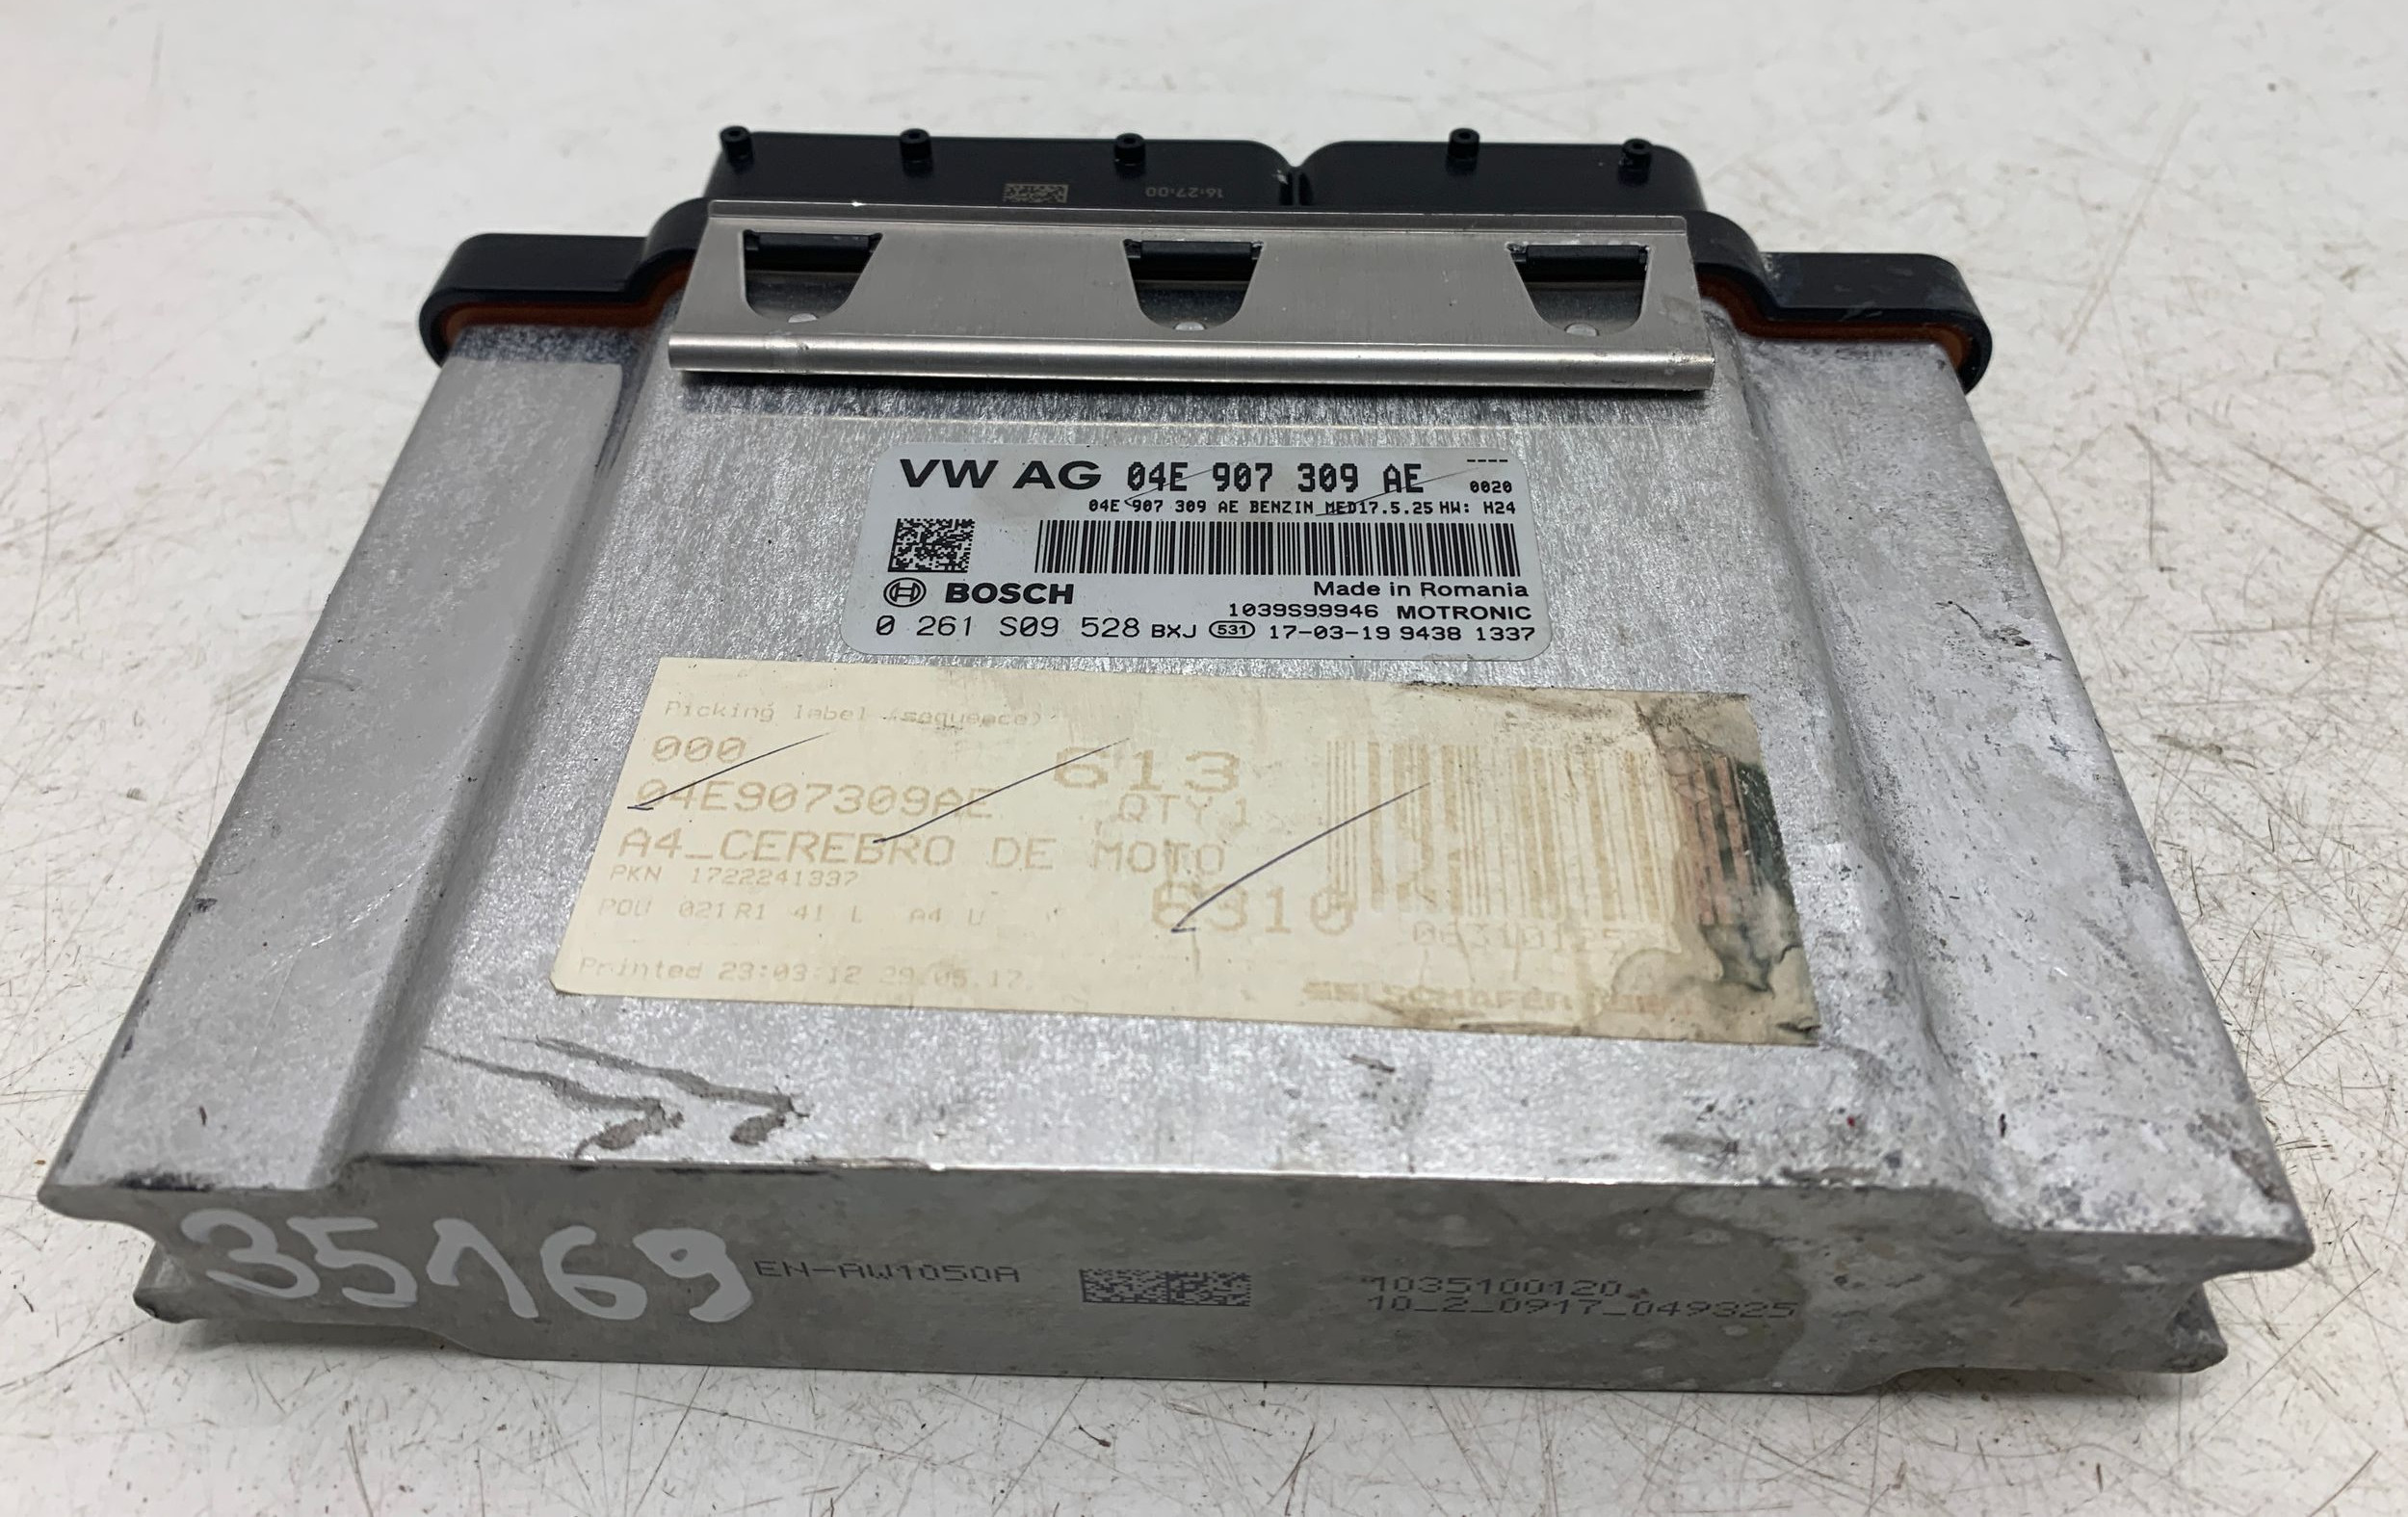 16:27:00
VW AG 04E 907 309 AE ----
0020
04E 907 309 AE BENZIN MED17.5.25 HW: H24
BOSCH Made in Romania
1039S99946 MOTRONIC
0 261 S09 528 BXJ 531 17-03-19 9438 1337
Picking label (sequence)
000 613
04E907309AE QTY 1
A4_CEREBRO DE MOTO
PKN 1722241337
POU 021R1 41 L A4 U 6310
Printed 23:03:12 29.05.17
35169
EN-AW1050A
1035100120
10_2_0917_049325